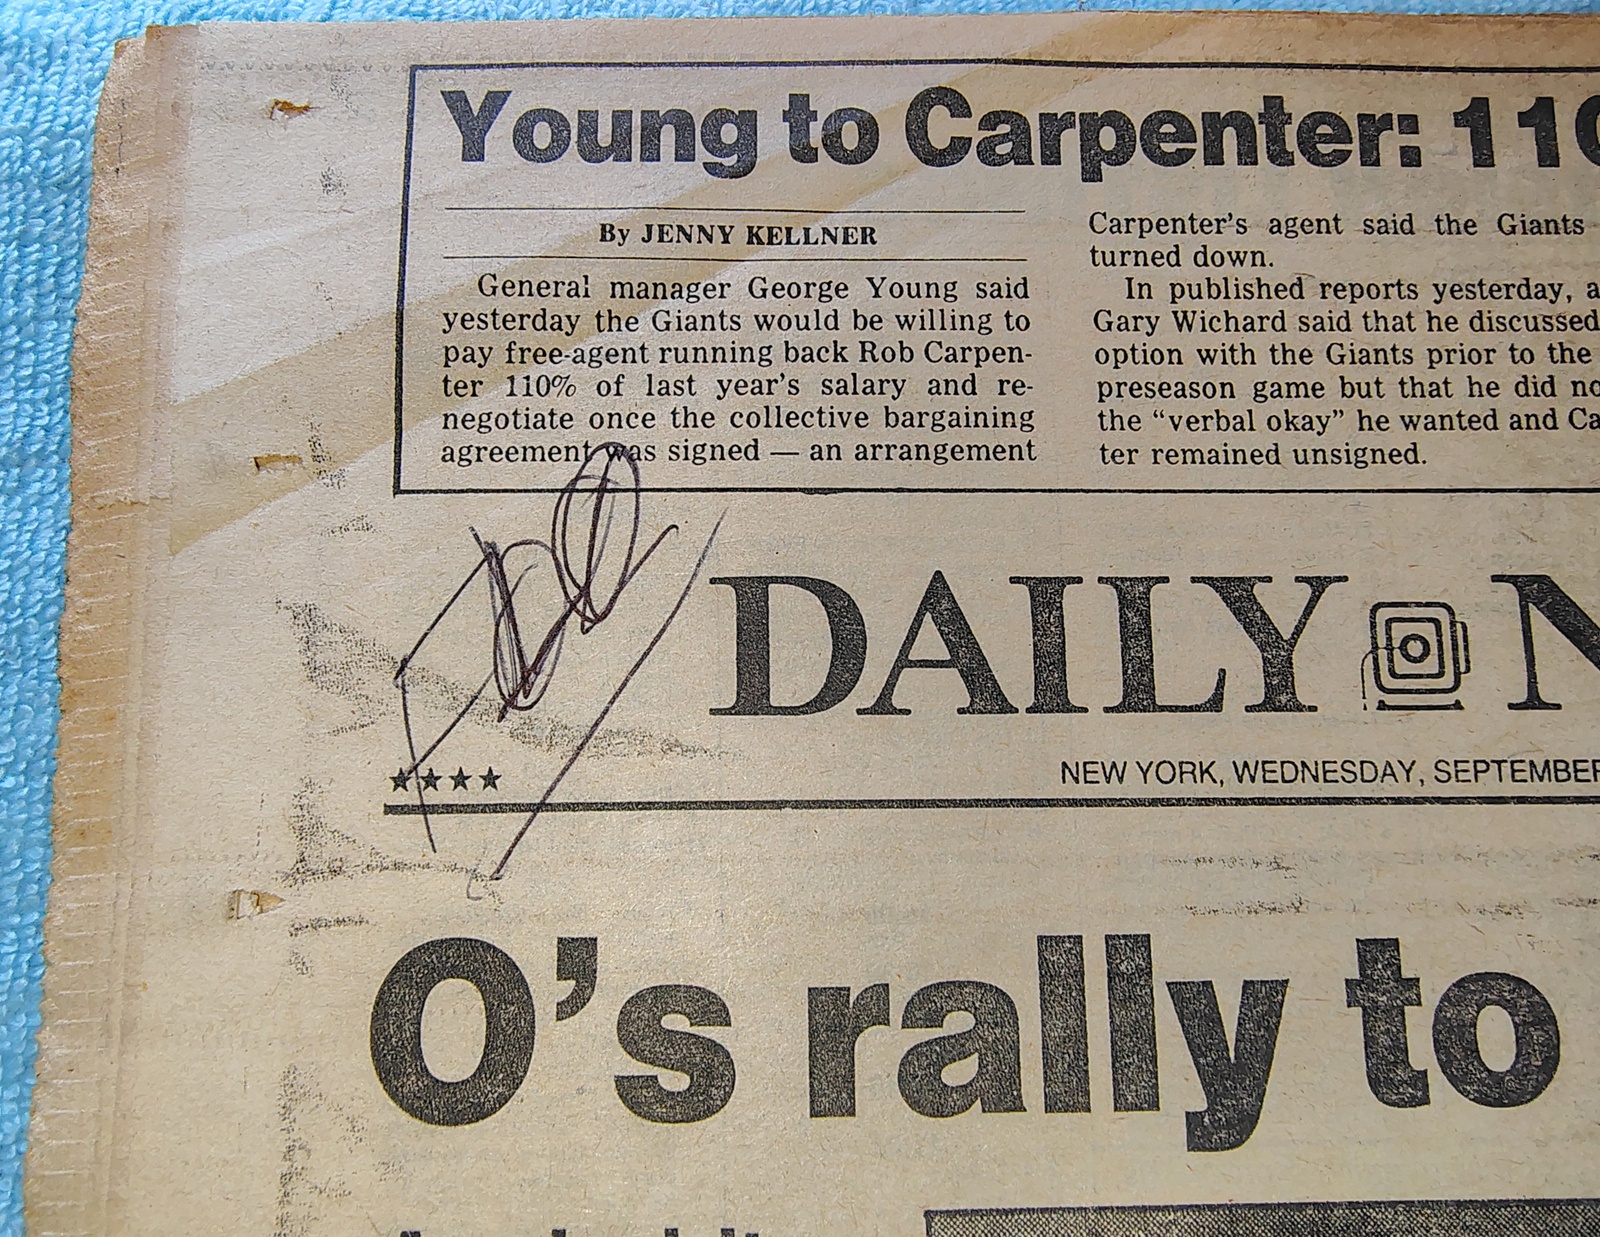 Young to Carpenter: 110
By JENNY KELLNER
General manager George Young said
yesterday the Giants would be willing to
pay free-agent running back Rob Carpen-
ter 110% of last year's salary and re-
negotiate once the collective bargaining
agreement was signed — an arrangement
Carpenter's agent said the Giants
turned down.
In published reports yesterday, a
Gary Wichard said that he discussed
option with the Giants prior to the
preseason game but that he did no
the “verbal okay” he wanted and Ca
ter remained unsigned.
DAILY N
★★★★
NEW YORK, WEDNESDAY, SEPTEMBER
O's rally to